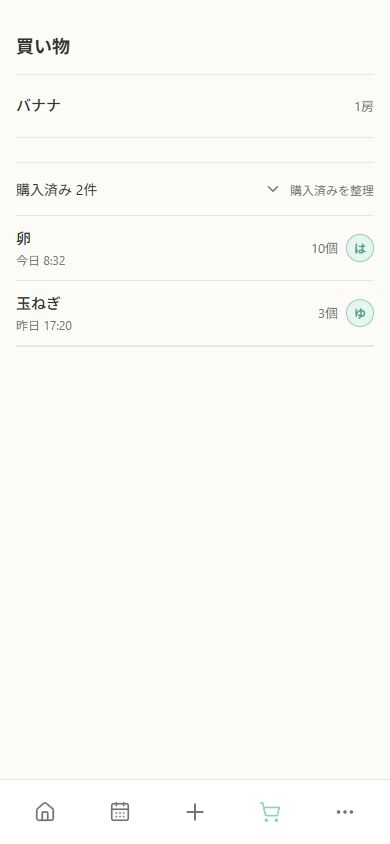 買い物
バナナ 1房
購入済み 2件 購入済みを整理
卵
今日 8:32
10個 は
玉ねぎ
昨日 17:20
3個 ゆ